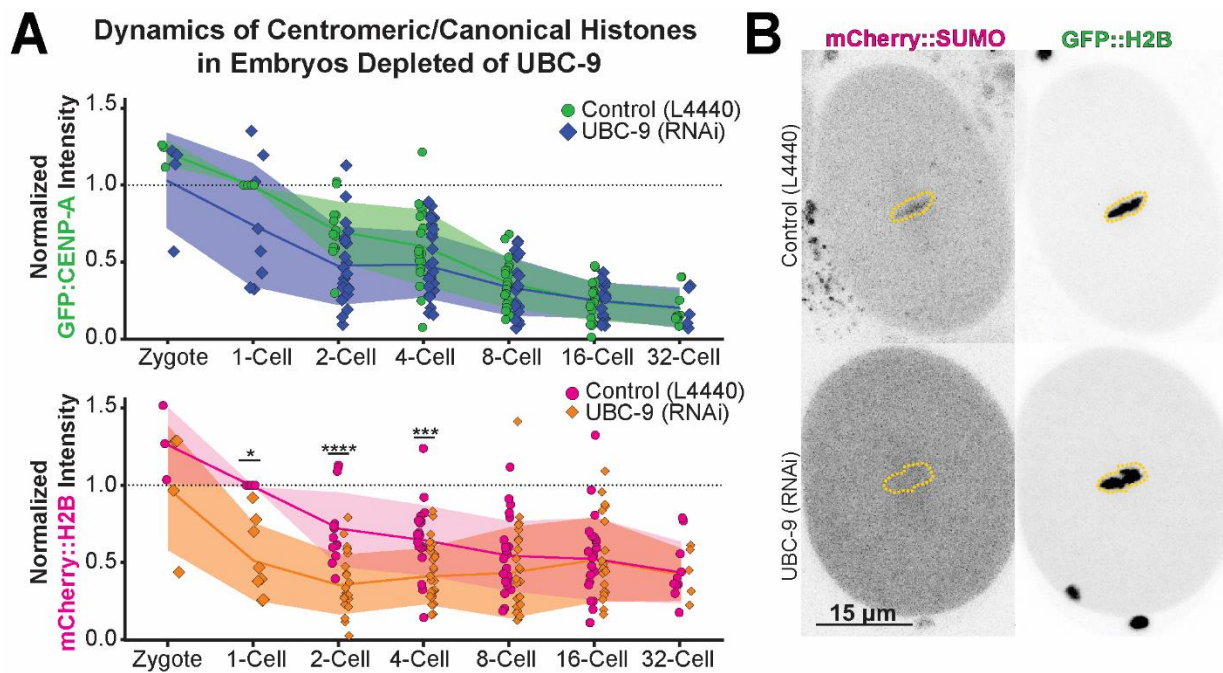 A
Dynamics of Centromeric/Canonical Histones
in Embryos Depleted of UBC-9
Normalized
GFP:CENP-A Intensity
1.5
1.0
0.5
0.0
Control (L4440)
UBC-9 (RNAi)
Zygote 1-Cell 2-Cell 4-Cell 8-Cell 16-Cell 32-Cell
Normalized
mCherry::H2B Intensity
1.5
1.0
0.5
0.0
Control (L4440)
UBC-9 (RNAi)
* **** ***
Zygote 1-Cell 2-Cell 4-Cell 8-Cell 16-Cell 32-Cell
B
mCherry::SUMO GFP::H2B
Control (L4440)
UBC-9 (RNAi)
15 µm